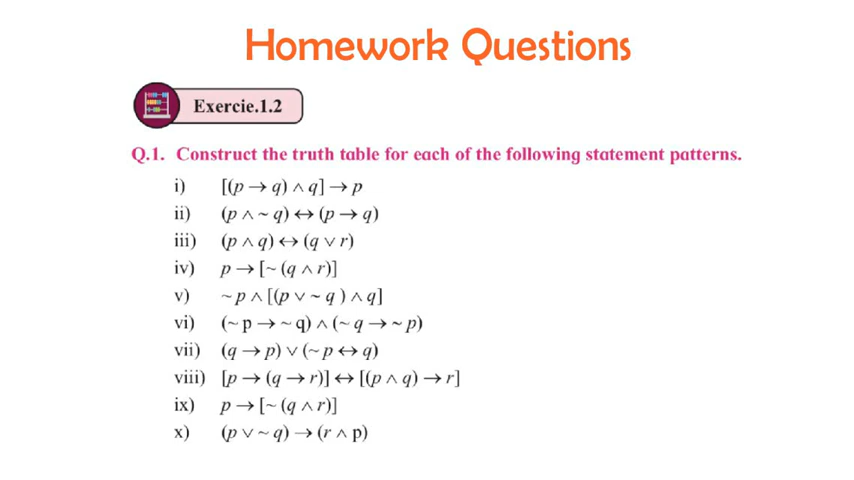 Homework Questions
Exercie.1.2
Q.1. Construct the truth table for each of the following statement patterns.
i) [(p → q) ∧ q] → p
ii) (p ∧ ~ q) ↔ (p → q)
iii) (p ∧ q) ↔ (q ∨ r)
iv) p → [~ (q ∧ r)]
v) ~ p ∧ [(p ∨ ~ q ) ∧ q]
vi) (~ p → ~ q) ∧ (~ q → ~ p)
vii) (q → p) ∨ (~ p ↔ q)
viii) [p → (q → r)] ↔ [(p ∧ q) → r]
ix) p → [~ (q ∧ r)]
x) (p ∨ ~ q) → (r ∧ p)